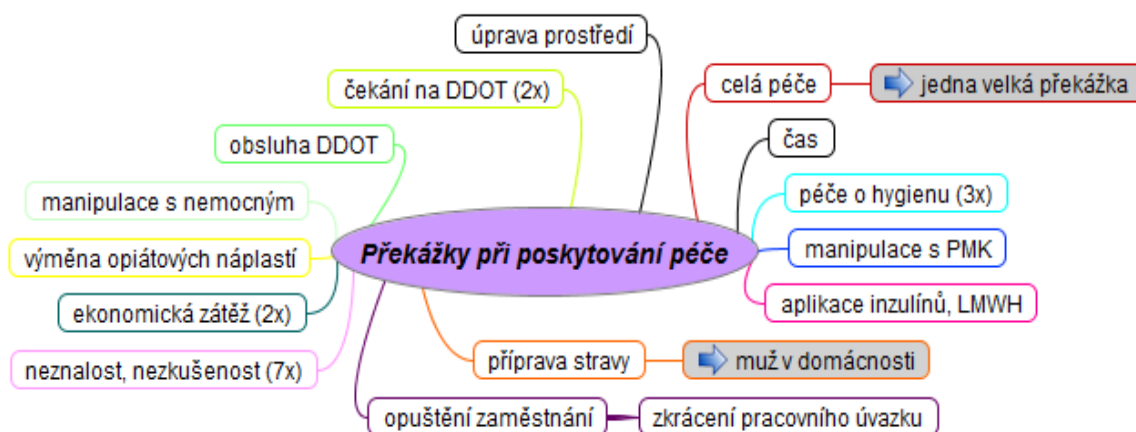 úprava prostředí
čekání na DDOT (2x)
celá péče
jedna velká překážka
obsluha DDOT
čas
manipulace s nemocným
péče o hygienu (3x)
výměna opiátových náplastí
Překážky při poskytování péče
manipulace s PMK
ekonomická zátěž (2x)
aplikace inzulínů, LMWH
neznalost, nezkušenost (7x)
příprava stravy
muž v domácnosti
opuštění zaměstnání
zkrácení pracovního úvazku